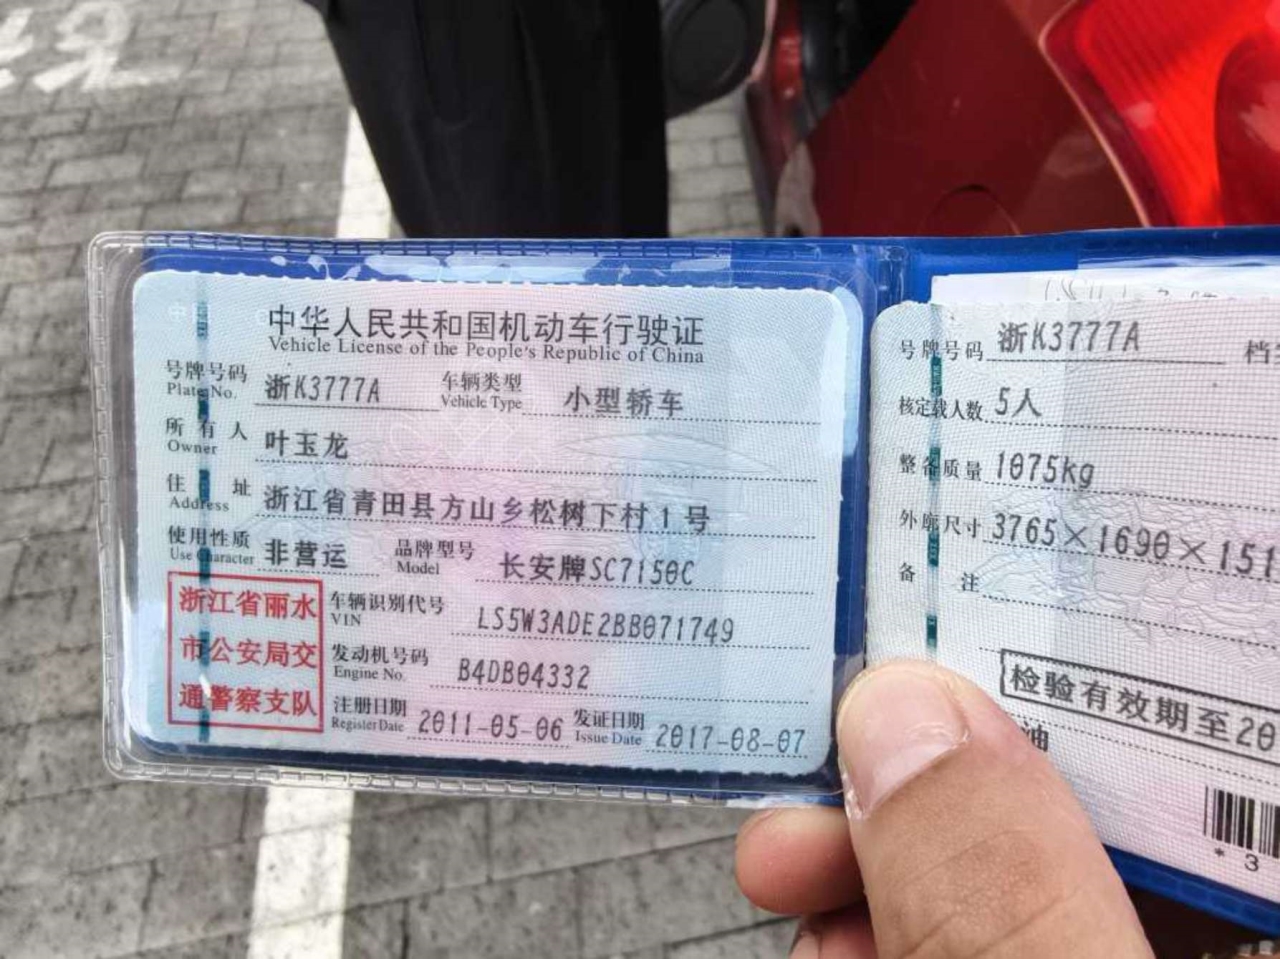 中华人民共和国机动车行驶证
Vehicle License of the People's Republic of China
号牌号码 浙K3777A 车辆类型 小型轿车
Plate No. Vehicle Type
所有人 叶玉龙
Owner
住址 浙江省青田县方山乡松树下村1号
Address
使用性质 非营运 品牌型号 长安牌SC7150C
Use Character Model
浙江省丽水
市公安局交
通警察支队
车辆识别代号 LS5W3ADE2BB071749
VIN
发动机号码 B4DB04332
Engine No.
注册日期 2011-05-06 发证日期 2017-08-07
Register Date Issue Date
号牌号码 浙K3777A 档
核定载人数 5人
整备质量 1075kg
外廓尺寸 3765×1690×151
备注
检验有效期至20
油
* 3